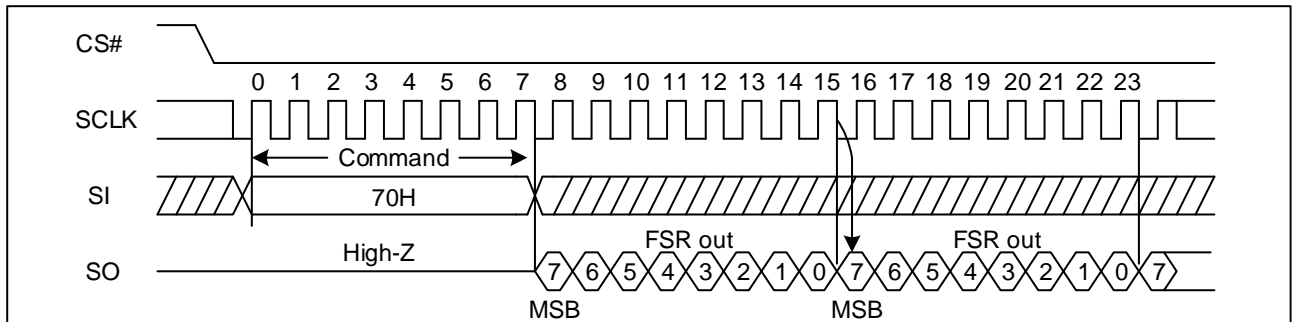 CS#
0 1 2 3 4 5 6 7 8 9 10 11 12 13 14 15 16 17 18 19 20 21 22 23
SCLK
Command
SI
70H
High-Z
FSR out FSR out
SO
7 6 5 4 3 2 1 0 7 6 5 4 3 2 1 0 7
MSB MSB